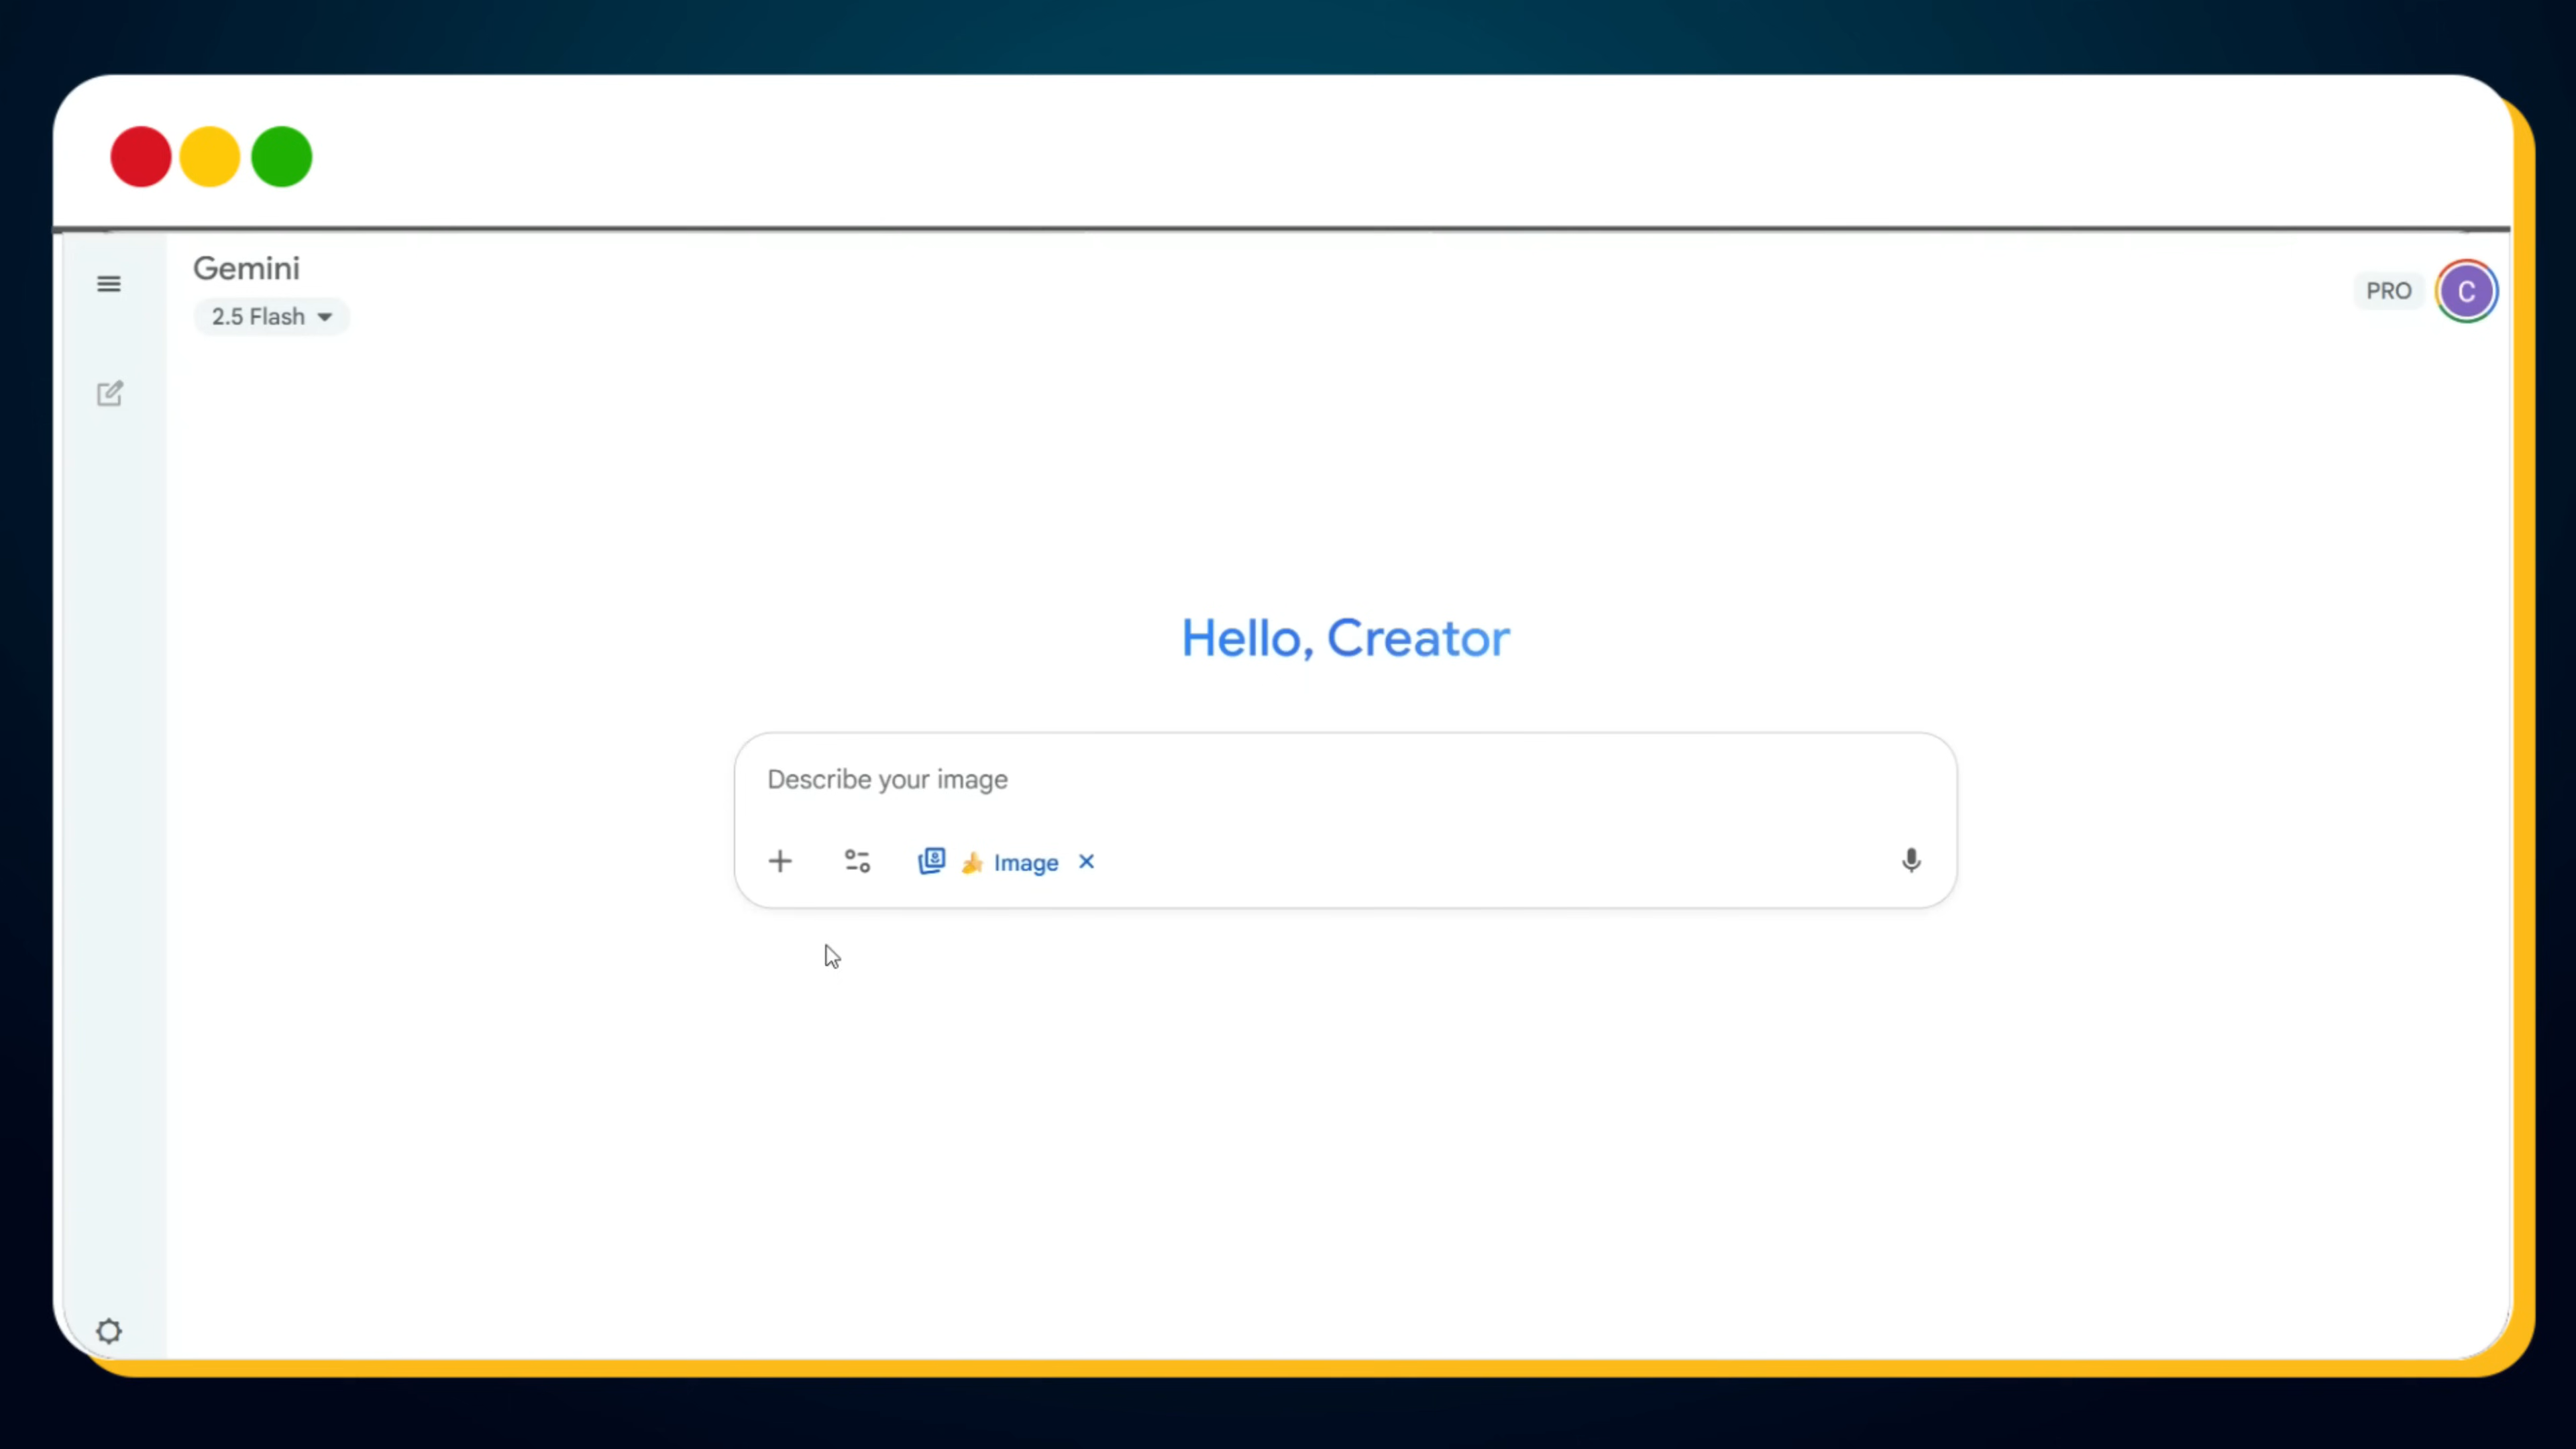 Gemini
2.5 Flash
PRO
C
Hello, Creator
Describe your image
Image